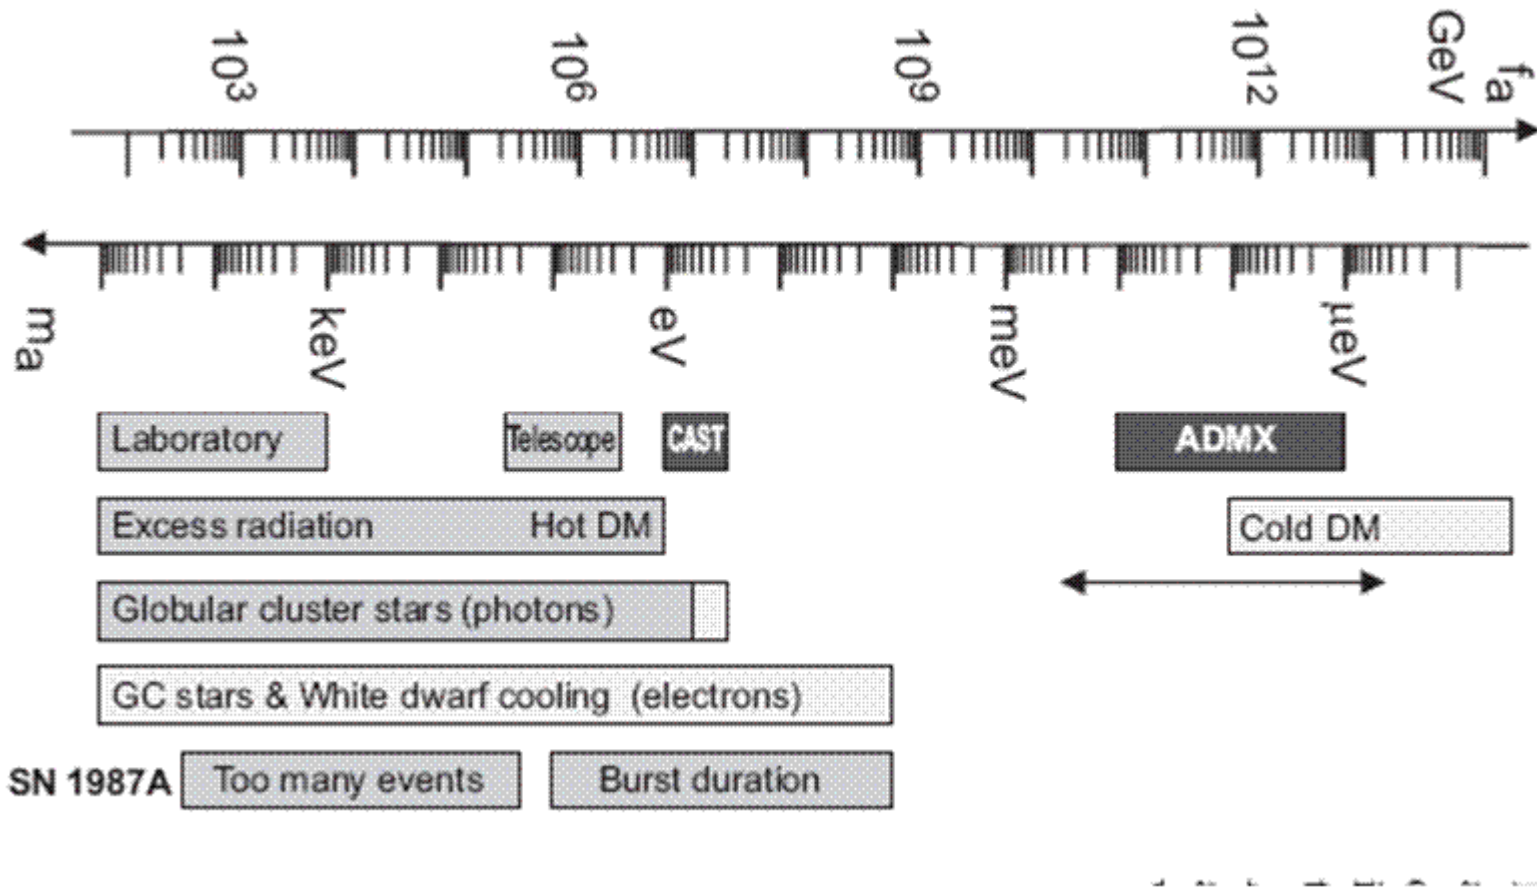 10³ 10⁶ 10⁹ 10¹² GeV fₐ
mₐ keV eV meV µeV
Laboratory Telescope CAST ADMX
Excess radiation Hot DM Cold DM
Globular cluster stars (photons)
GC stars & White dwarf cooling (electrons)
SN 1987A Too many events Burst duration